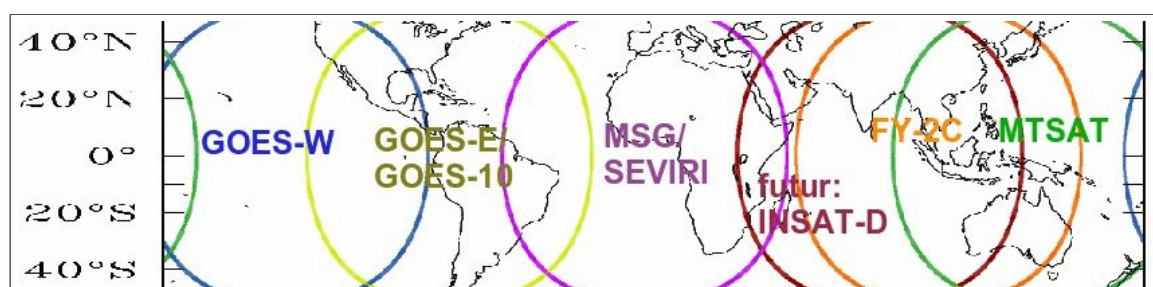 40°N
20°N
0°
20°S
40°S
GOES-W
GOES-E/
GOES-10
MSG/
SEVIRI
futur:
INSAT-D
FY-2C
MTSAT